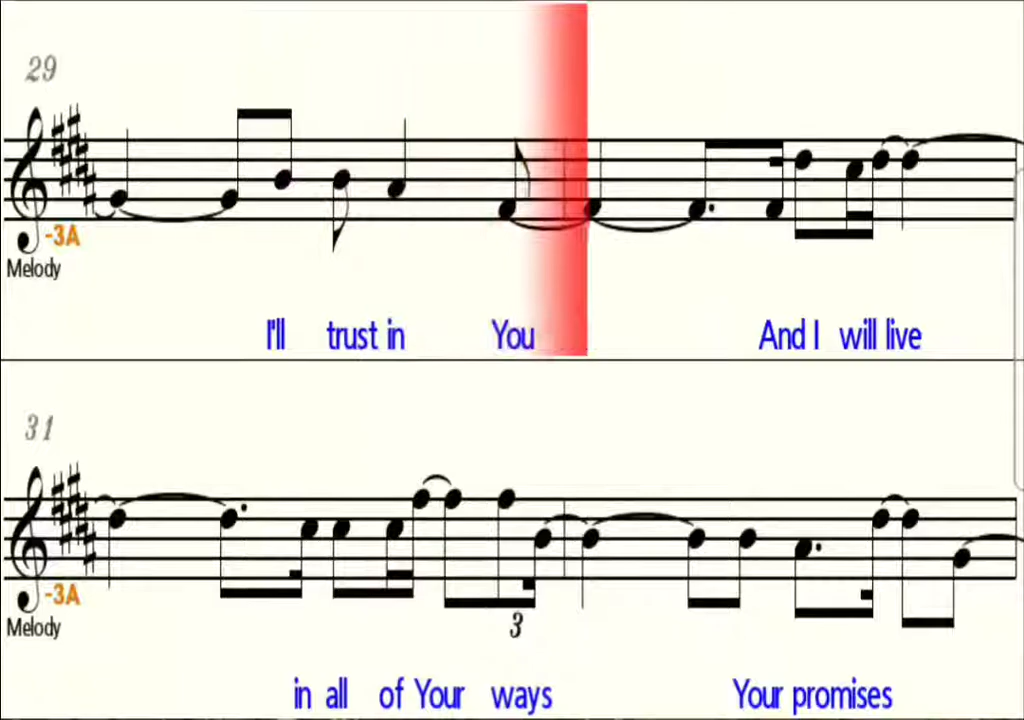 29
-3A
Melody
I'll trust in You And I will live
31
-3A
Melody
3
in all of Your ways Your promises